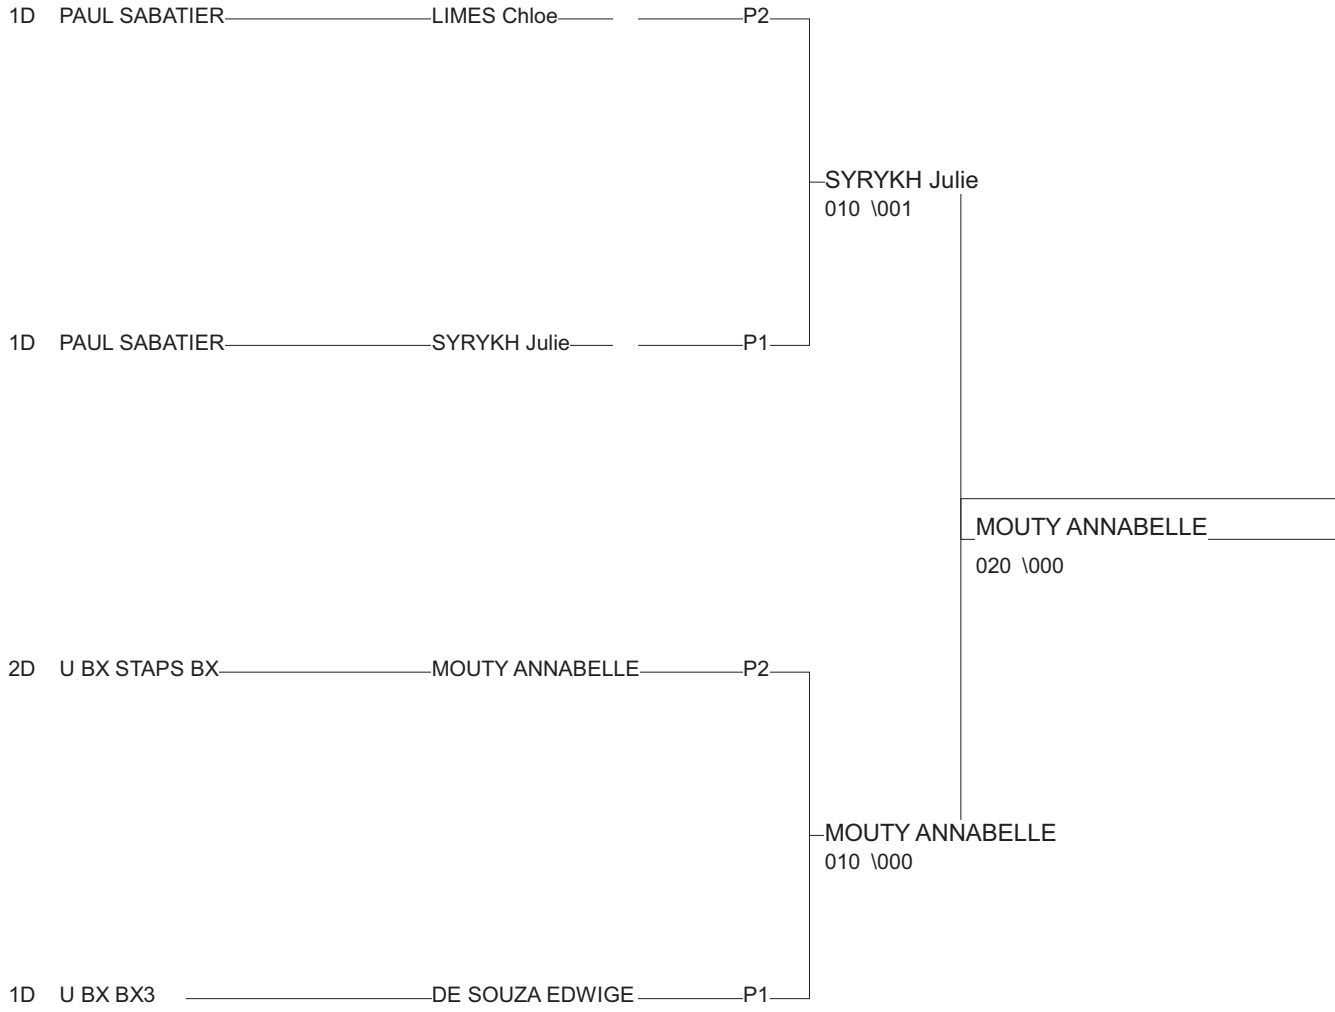 1D PAUL SABATIER LIMES Chloe P2
SYRYKH Julie
010 \001
1D PAUL SABATIER SYRYKH Julie P1
MOUTY ANNABELLE
020 \000
2D U BX STAPS BX MOUTY ANNABELLE P2
MOUTY ANNABELLE
010 \000
1D U BX BX3 DE SOUZA EDWIGE P1